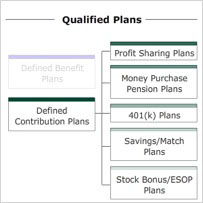 Qualified Plans
Profit Sharing Plans
Defined Benefit
Plans
Money Purchase
Pension Plans
Defined
Contribution Plans
401(k) Plans
Savings/Match
Plans
Stock Bonus/ESOP
Plans